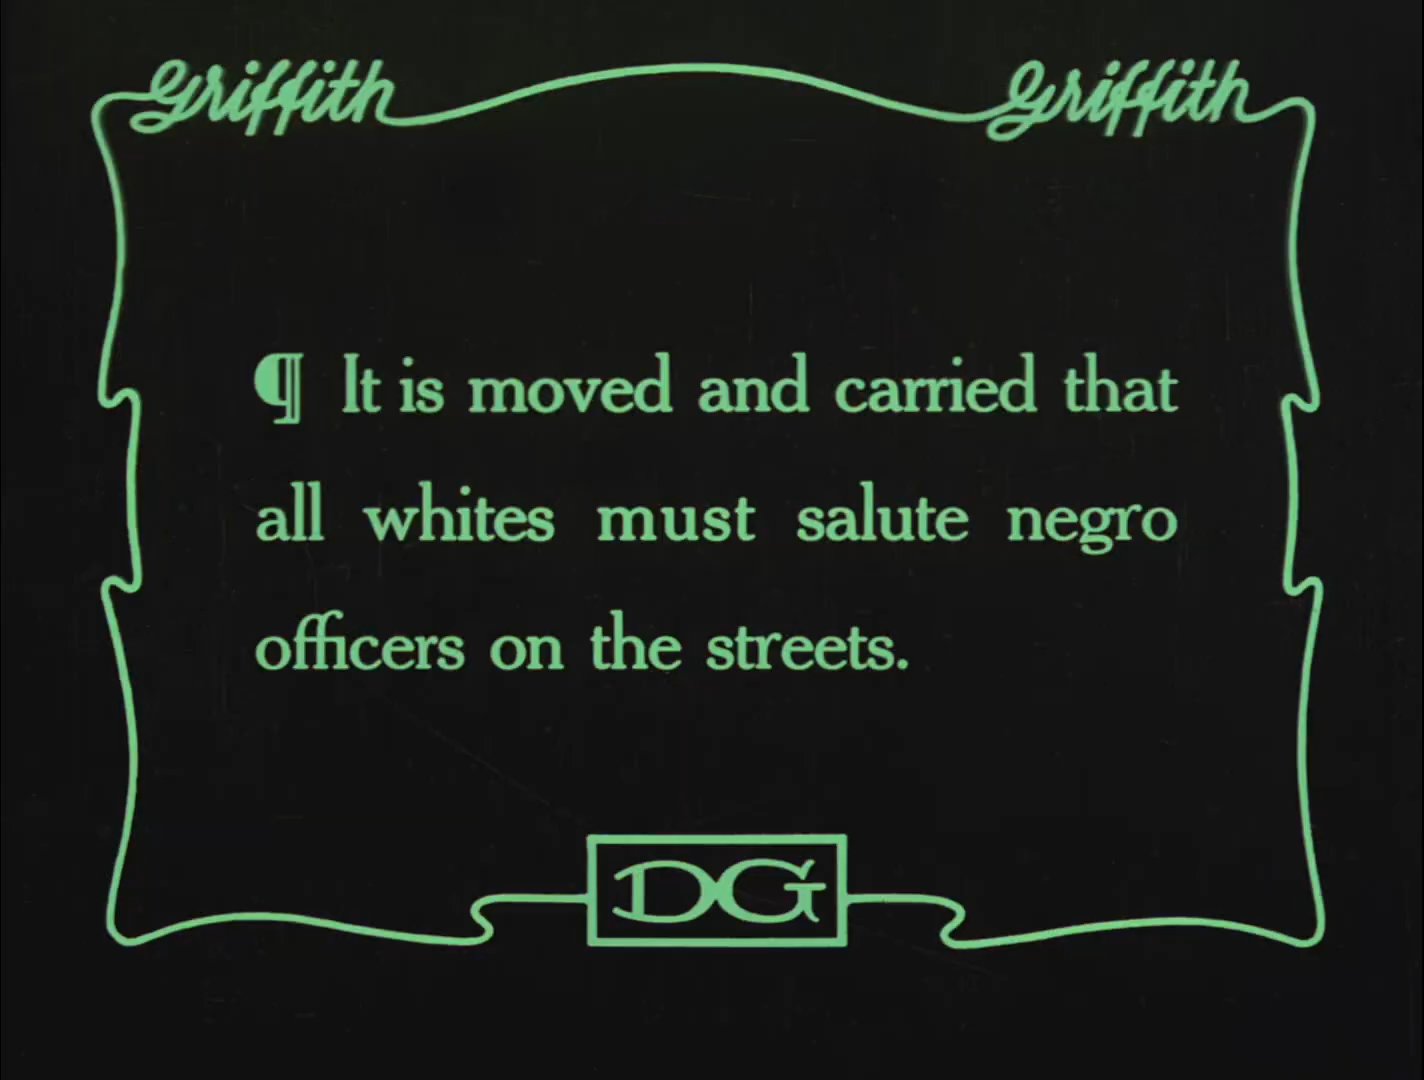 Griffith Griffith
¶ It is moved and carried that
all whites must salute negro
officers on the streets.
DG